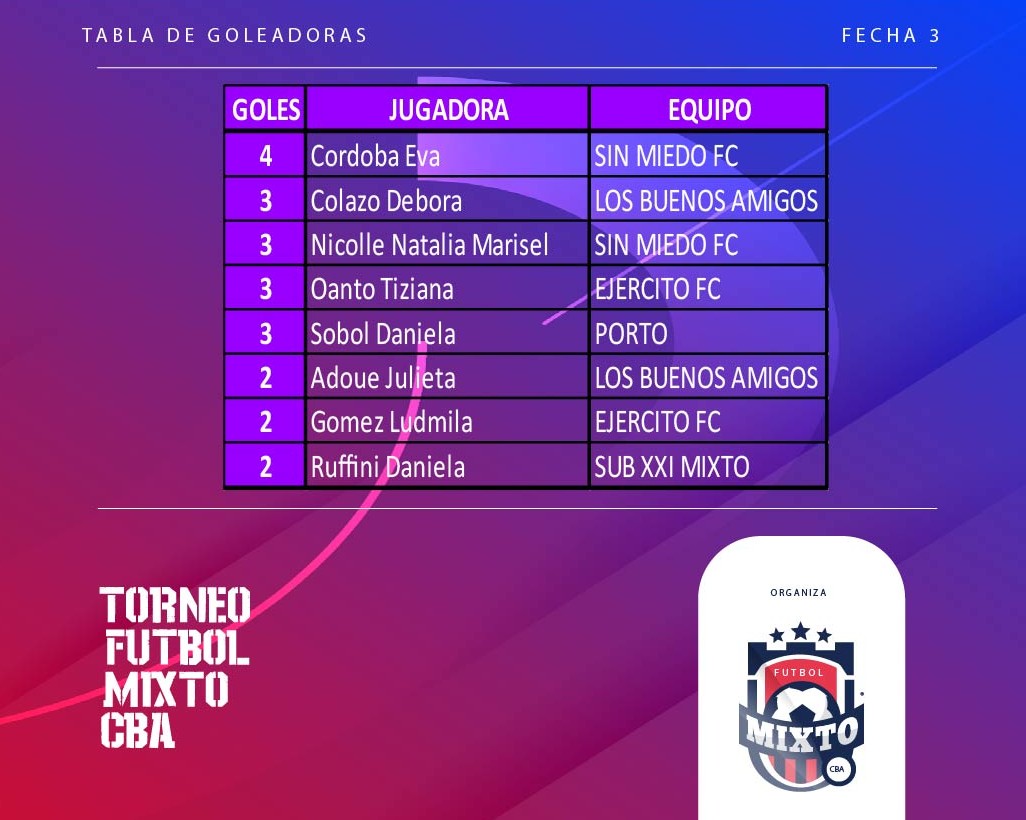 TABLA DE GOLEADORAS FECHA 3
GOLES JUGADORA EQUIPO
4 Cordoba Eva SIN MIEDO FC
3 Colazo Debora LOS BUENOS AMIGOS
3 Nicolle Natalia Marisel SIN MIEDO FC
3 Oanto Tiziana EJERCITO FC
3 Sobol Daniela PORTO
2 Adoue Julieta LOS BUENOS AMIGOS
2 Gomez Ludmila EJERCITO FC
2 Ruffini Daniela SUB XXI MIXTO
TORNEO
FUTBOL
MIXTO
CBA
ORGANIZA
FUTBOL
MIXTO
CBA